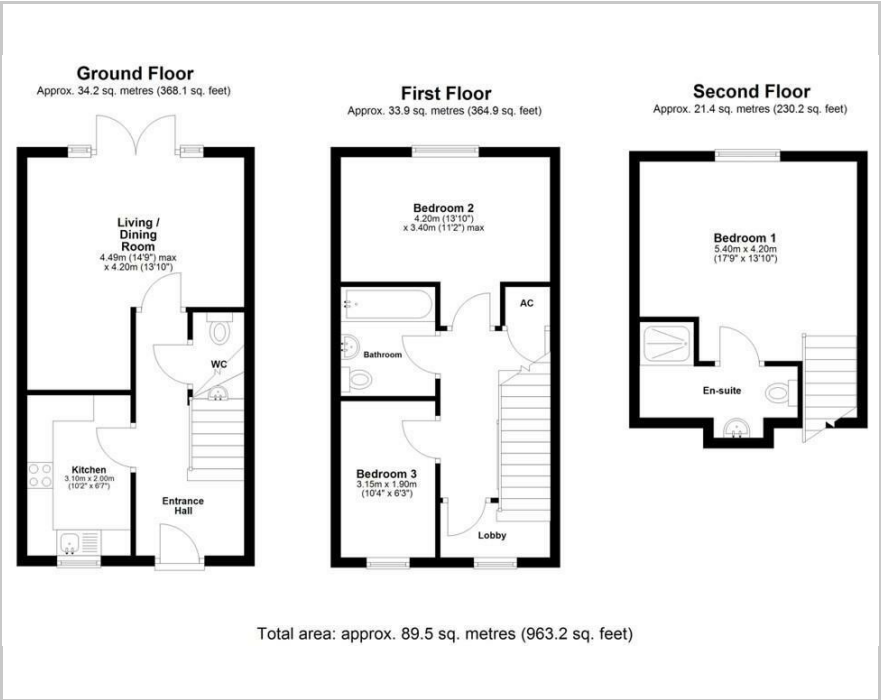 Ground Floor
Approx. 34.2 sq. metres (368.1 sq. feet)
Living /
Dining
Room
4.49m (14'9") max
x 4.20m (13'10")
WC
Kitchen
3.10m x 2.00m
(10'2" x 6'7")
Entrance
Hall
First Floor
Approx. 33.9 sq. metres (364.9 sq. feet)
Bedroom 2
4.20m (13'10")
x 3.40m (11'2") max
AC
Bathroom
Bedroom 3
3.15m x 1.90m
(10'4" x 6'3")
Lobby
Second Floor
Approx. 21.4 sq. metres (230.2 sq. feet)
Bedroom 1
5.40m x 4.20m
(17'9" x 13'10")
En-suite
Total area: approx. 89.5 sq. metres (963.2 sq. feet)